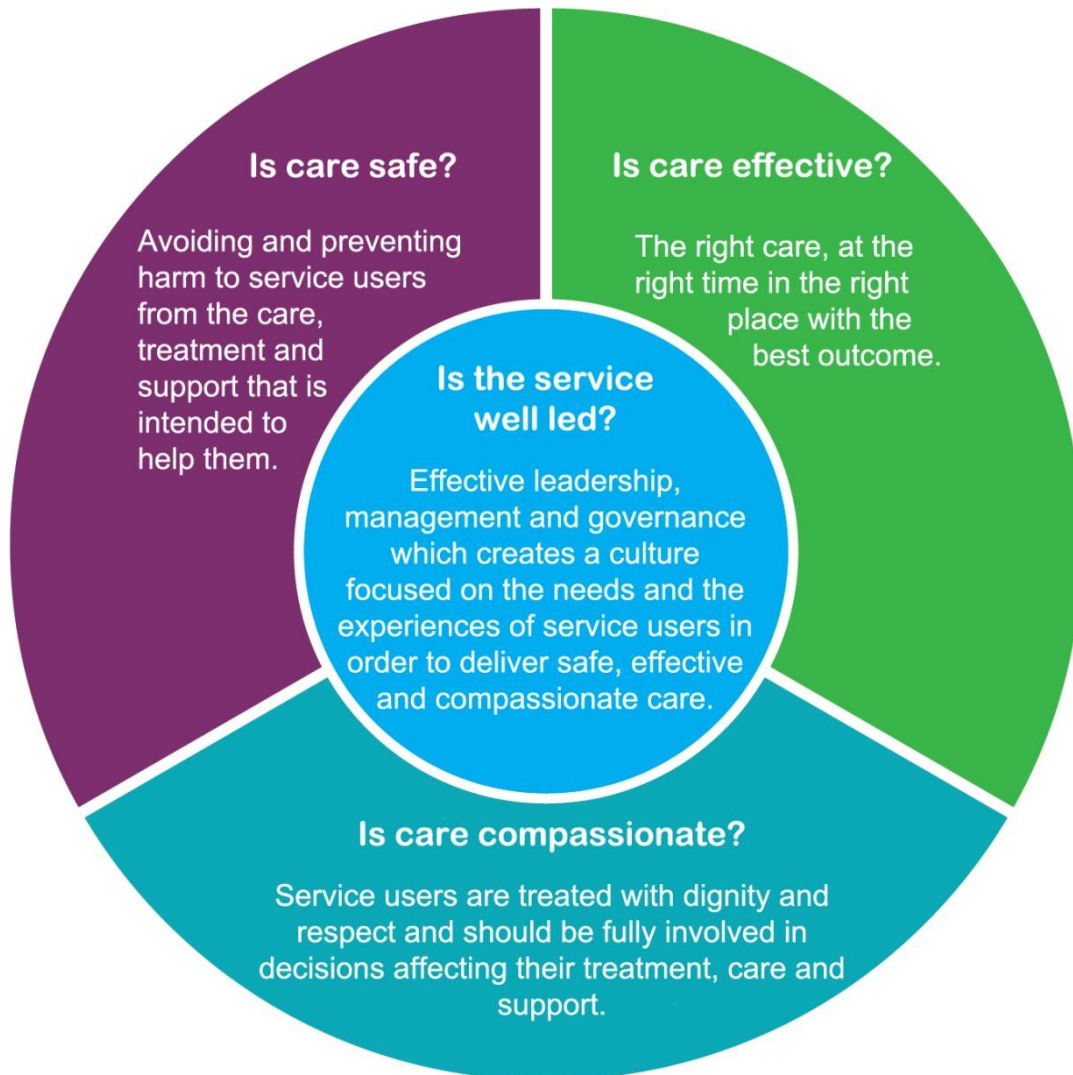 Is care safe?
Avoiding and preventing
harm to service users
from the care,
treatment and
support that is
intended to
help them.
Is care effective?
The right care, at the
right time in the right
place with the
best outcome.
Is the service
well led?
Effective leadership,
management and governance
which creates a culture
focused on the needs and the
experiences of service users in
order to deliver safe, effective
and compassionate care.
Is care compassionate?
Service users are treated with dignity and
respect and should be fully involved in
decisions affecting their treatment, care and
support.